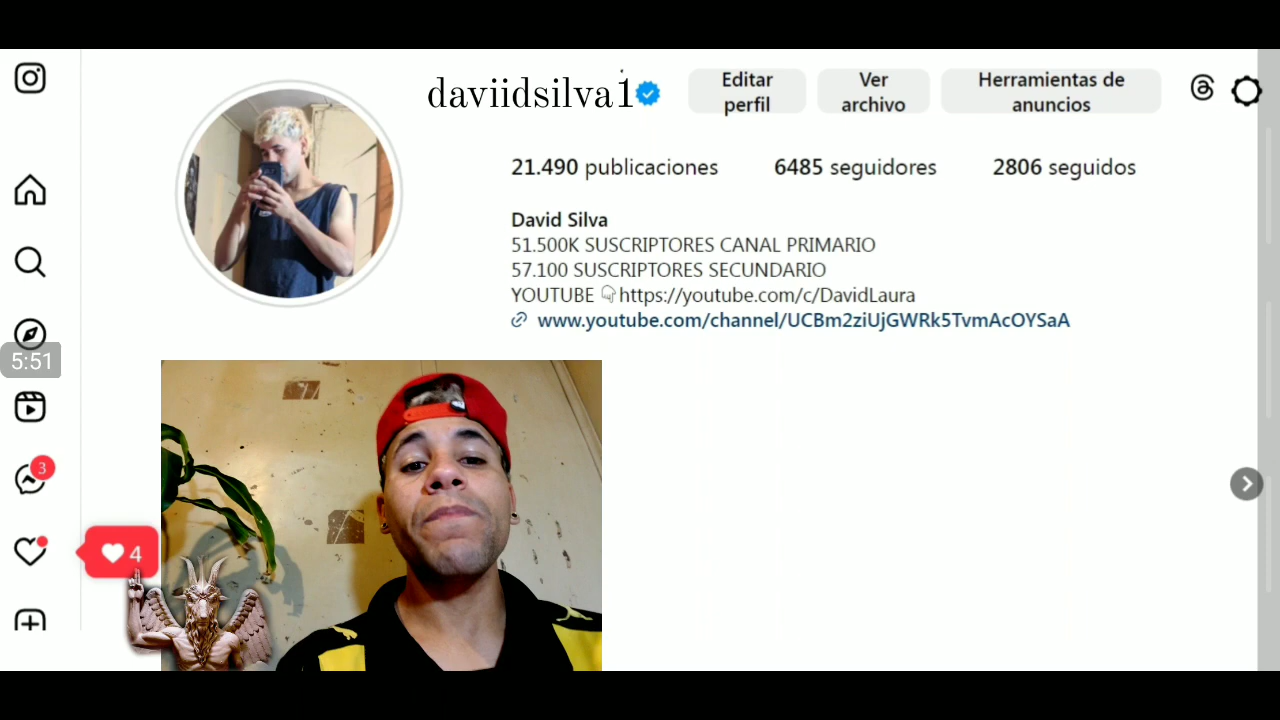 daviidsilva1
Editar
perfil
Ver
archivo
Herramientas de
anuncios
21.490 publicaciones
6485 seguidores
2806 seguidos
David Silva
51.500K SUSCRIPTORES CANAL PRIMARIO
57.100 SUSCRIPTORES SECUNDARIO
YOUTUBE 👇https://youtube.com/c/DavidLaura
www.youtube.com/channel/UCBm2ziUjGWRk5TvmAcOYSaA
5:51
3
4